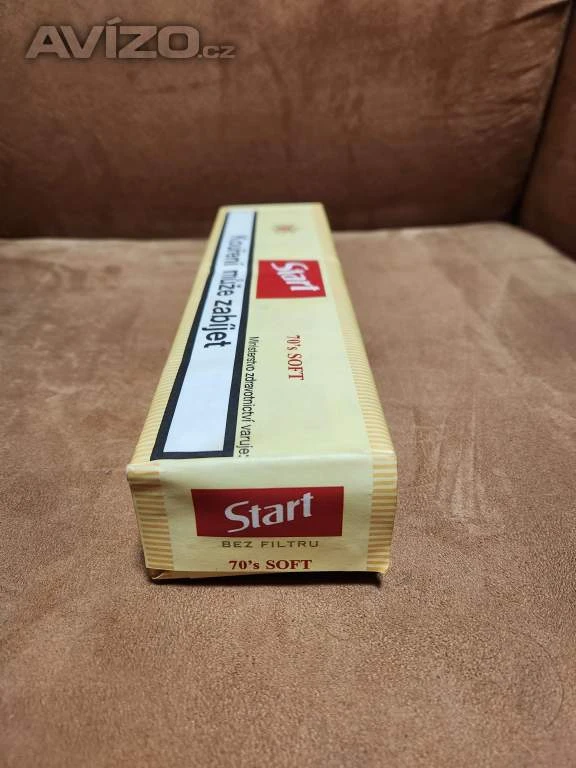 AVÍZO.cz
Kouření může zabíjet
Ministerstvo zdravotnictví varuje:
Start
70's SOFT
Start
BEZ FILTRU
70's SOFT